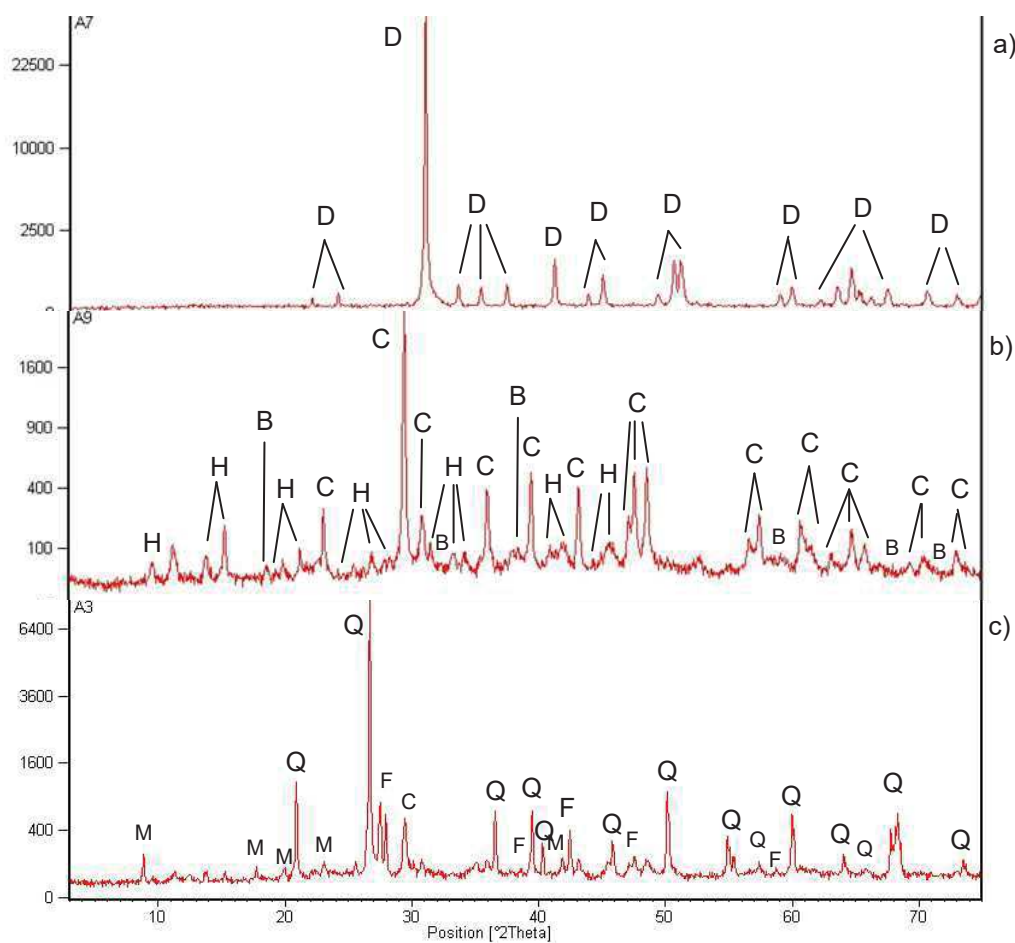 A7
a)
D
22500
10000
D D D D D D D D
2500
0
A9
b)
C
1600
B B C
900
C H C C H C C C
H H H C C
400
H B B B B
100
A3
c)
Q
6400
3600
1600
Q F C Q Q F Q Q Q Q Q Q Q
400
M M M M F Q M F Q F Q
0
10 20 30 40 50 60 70
Position [°2Theta]